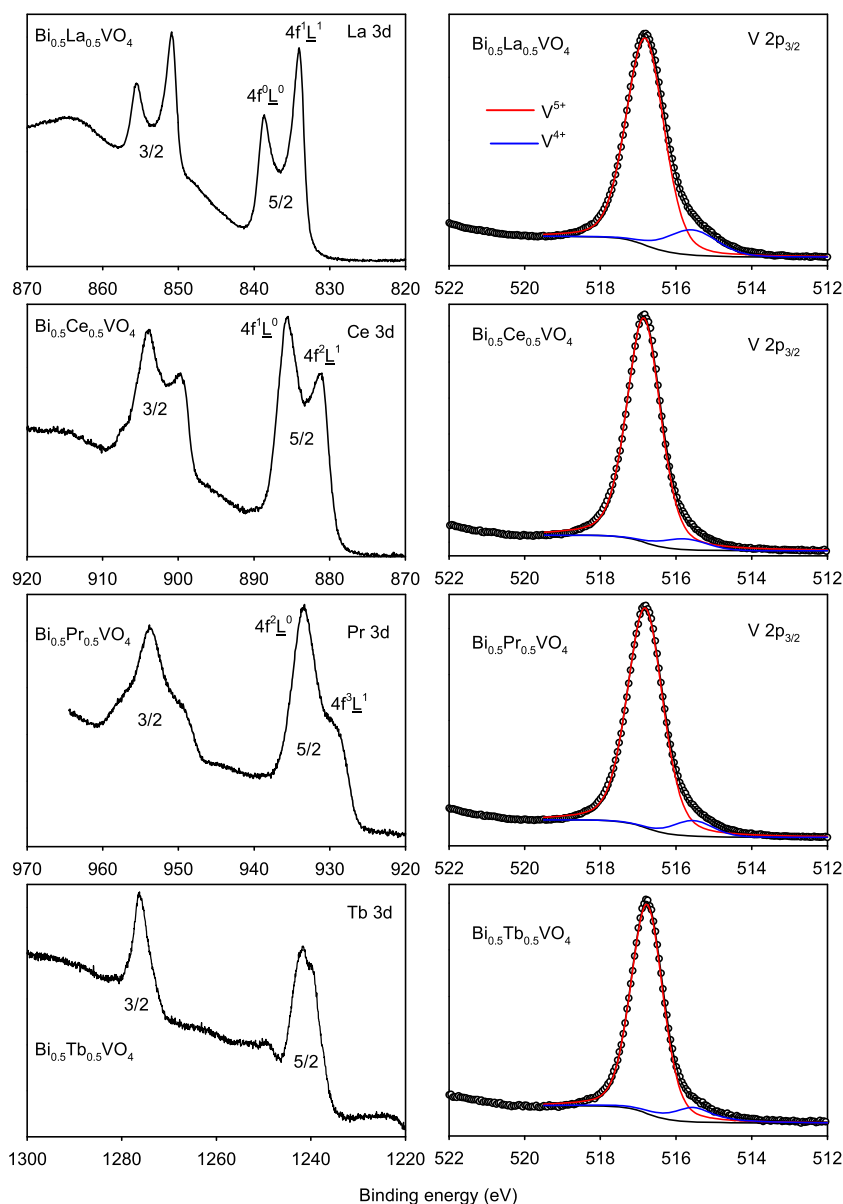 Bi0.5La0.5VO4
La 3d
4f1L1
4f0L0
3/2
5/2
870 860 850 840 830 820
Bi0.5La0.5VO4
V 2p3/2
V5+
V4+
522 520 518 516 514 512
Bi0.5Ce0.5VO4
Ce 3d
4f1L0
4f2L1
3/2
5/2
920 910 900 890 880 870
Bi0.5Ce0.5VO4
V 2p3/2
522 520 518 516 514 512
Bi0.5Pr0.5VO4
Pr 3d
4f2L0
4f3L1
3/2
5/2
970 960 950 940 930 920
Bi0.5Pr0.5VO4
V 2p3/2
522 520 518 516 514 512
Tb 3d
3/2
5/2
Bi0.5Tb0.5VO4
1300 1280 1260 1240 1220
Bi0.5Tb0.5VO4
522 520 518 516 514 512
Binding energy (eV)